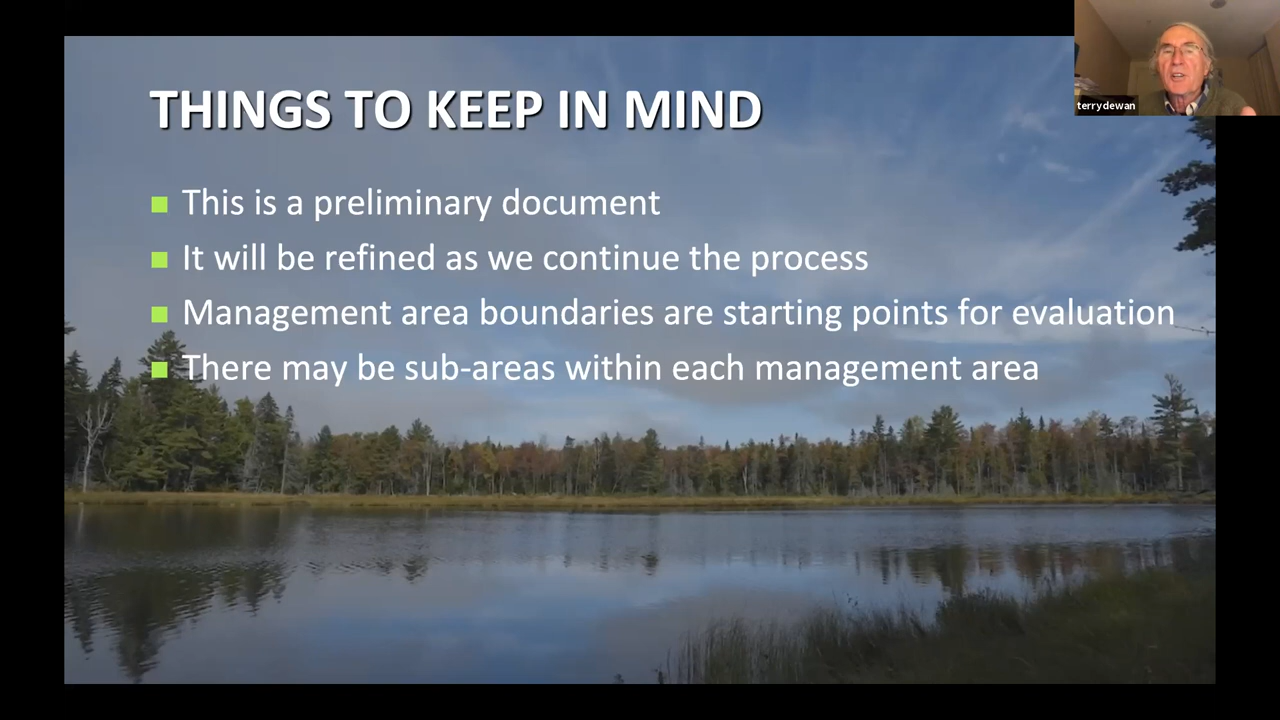 terrydewan
THINGS TO KEEP IN MIND
This is a preliminary document
It will be refined as we continue the process
Management area boundaries are starting points for evaluation
There may be sub-areas within each management area